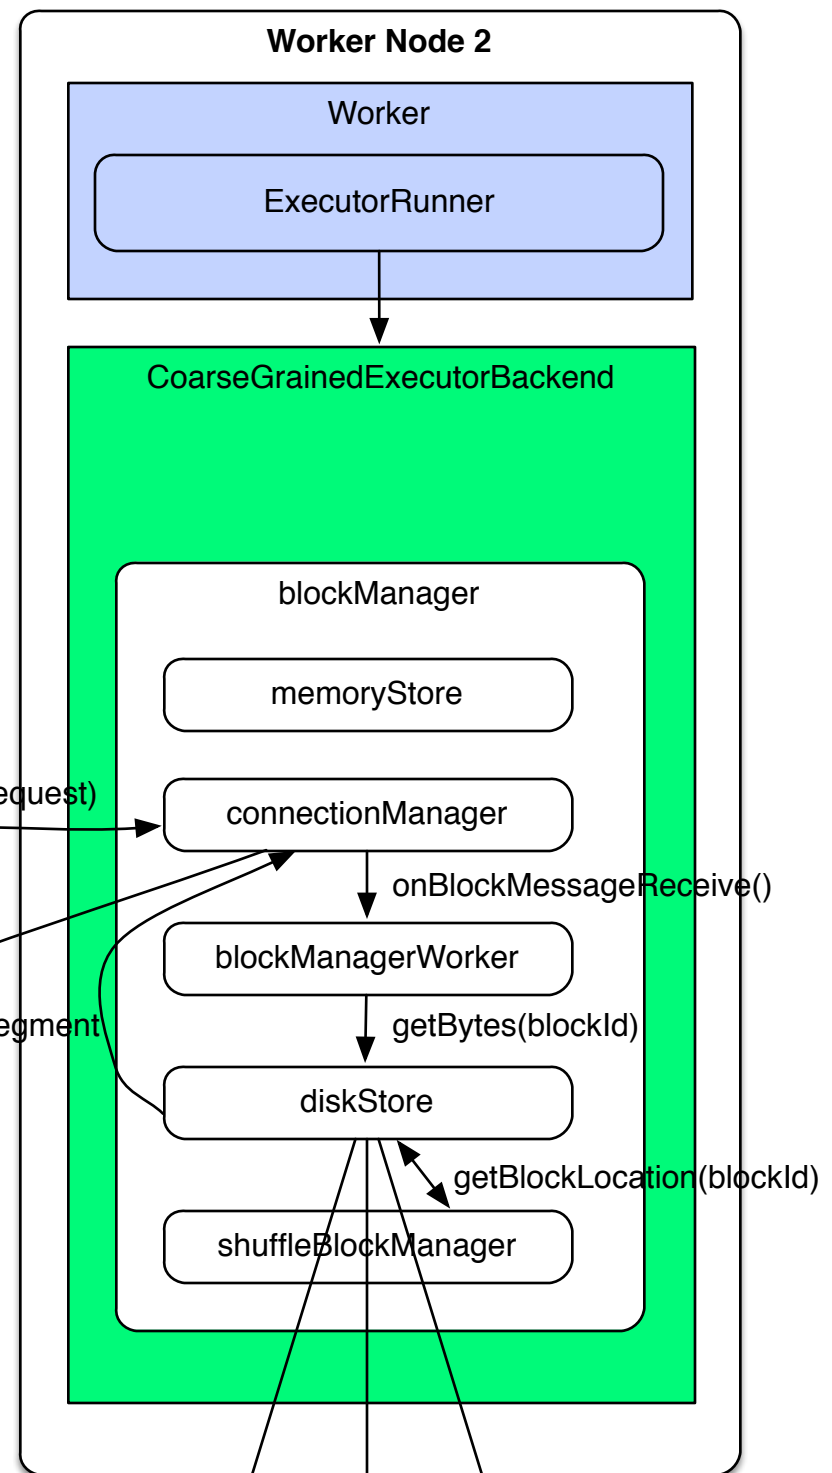 Worker Node 2
Worker
ExecutorRunner
CoarseGrainedExecutorBackend
blockManager
memoryStore
equest)
connectionManager
onBlockMessageReceive()
blockManagerWorker
egment
getBytes(blockId)
diskStore
getBlockLocation(blockId)
shuffleBlockManager